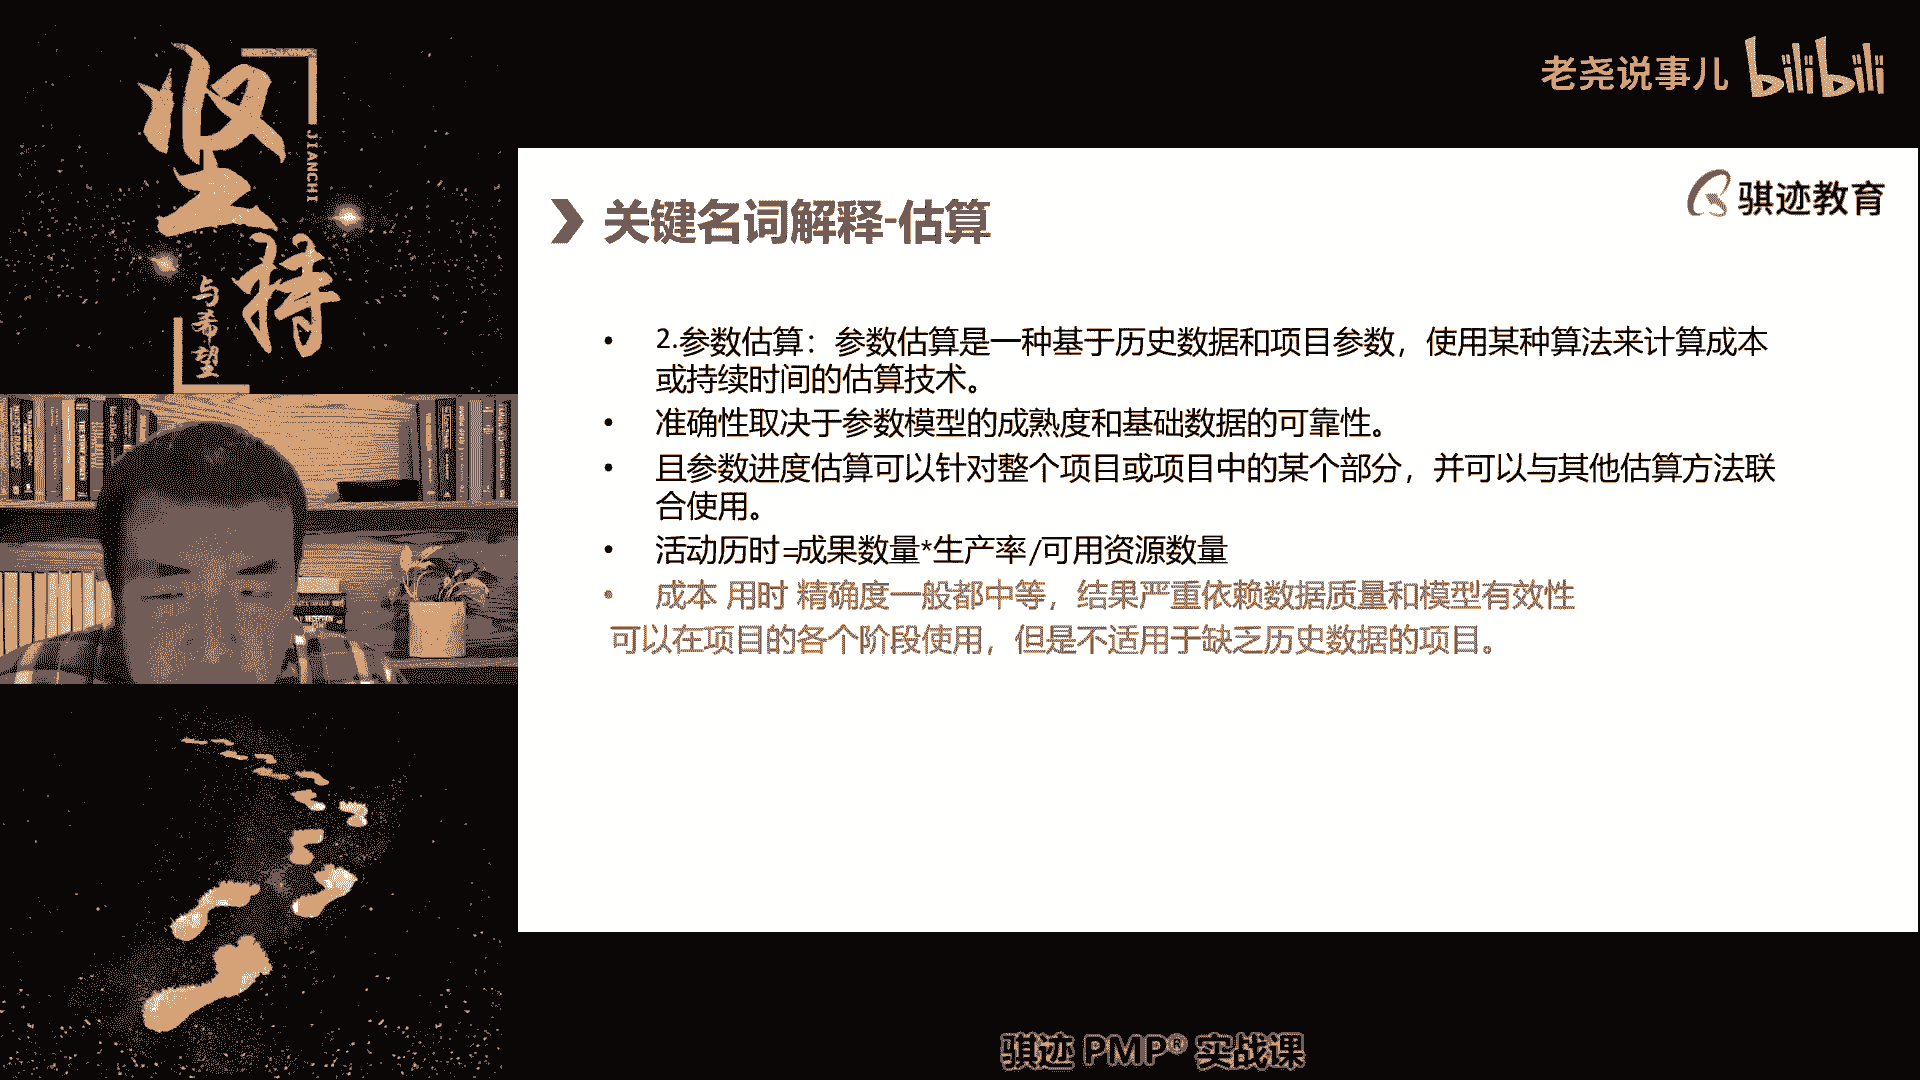 坚持
JIANCHI
与希望
老尧说事儿 bilibili
骐迹教育
关键名词解释-估算
• 2.参数估算：参数估算是一种基于历史数据和项目参数，使用某种算法来计算成本
或持续时间的估算技术。
• 准确性取决于参数模型的成熟度和基础数据的可靠性。
• 且参数进度估算可以针对整个项目或项目中的某个部分，并可以与其他估算方法联
合使用。
• 活动历时=成果数量*生产率/可用资源数量
• 成本 用时 精确度一般都中等，结果严重依赖数据质量和模型有效性
可以在项目的各个阶段使用，但是不适用于缺乏历史数据的项目。
骐迹 PMP® 实战课